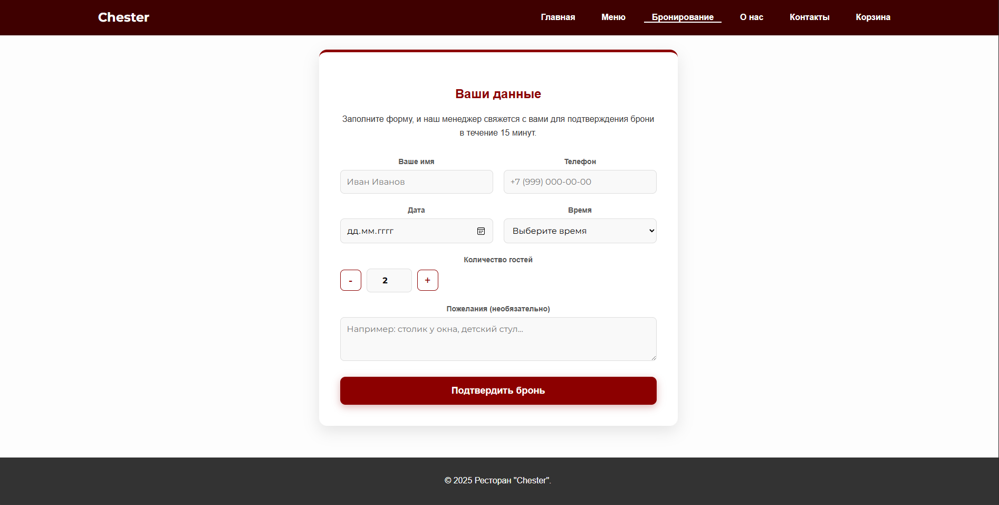 Chester
Главная Меню Бронирование О нас Контакты Корзина
Ваши данные
Заполните форму, и наш менеджер свяжется с вами для подтверждения брони
в течение 15 минут.
Ваше имя Телефон
Иван Иванов +7 (999) 000-00-00
Дата Время
дд.мм.гггг Выберите время
Количество гостей
- 2 +
Пожелания (необязательно)
Например: столик у окна, детский стул...
Подтвердить бронь
© 2025 Ресторан "Chester".